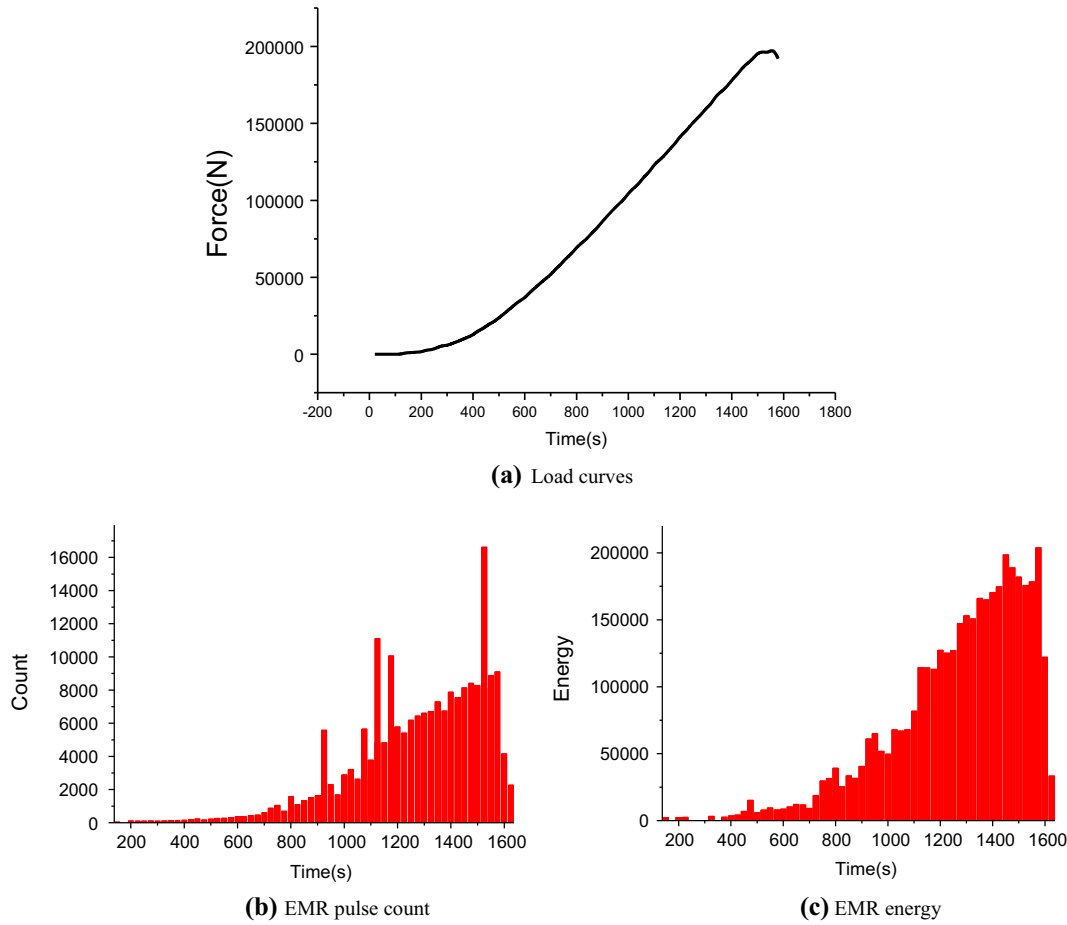 200000
150000
100000
50000
0
Force(N)
-200 0 200 400 600 800 1000 1200 1400 1600 1800
Time(s)
(a) Load curves
16000
14000
12000
10000
8000
6000
4000
2000
0
Count
200 400 600 800 1000 1200 1400 1600
Time(s)
(b) EMR pulse count
200000
150000
100000
50000
0
Energy
200 400 600 800 1000 1200 1400 1600
Time(s)
(c) EMR energy